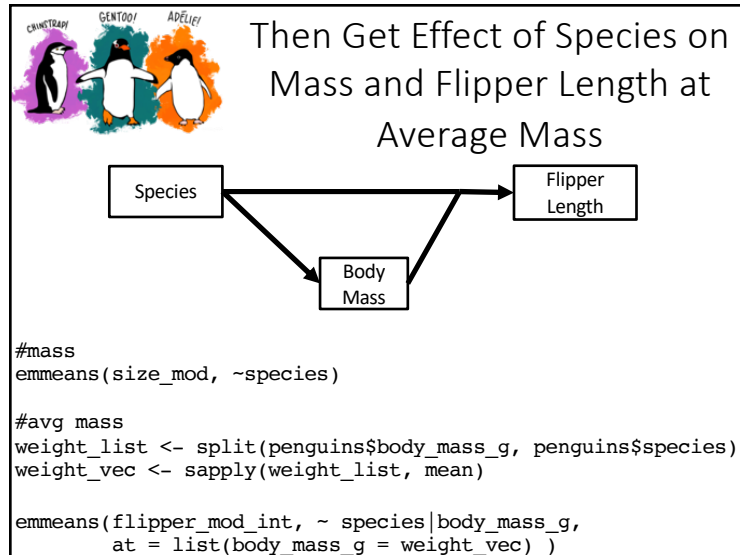 CHINSTRAP!
GENTOO!
ADÉLIE!
Then Get Effect of Species on
Mass and Flipper Length at
Average Mass
Species
Flipper
Length
Body
Mass
#mass
emmeans(size_mod, ~species)
#avg mass
weight_list <- split(penguins$body_mass_g, penguins$species)
weight_vec <- sapply(weight_list, mean)
emmeans(flipper_mod_int, ~ species|body_mass_g,
at = list(body_mass_g = weight_vec) )